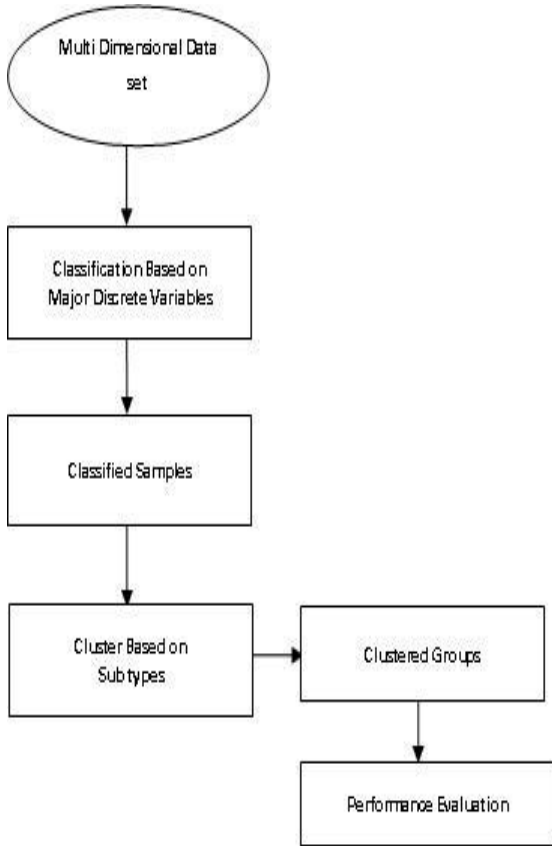 Multi Dimensional Data
set
Classification Based on
Major Discrete Variables
Classified Samples
Cluster Based on
Sub types
Clustered Groups
Performance Evaluation